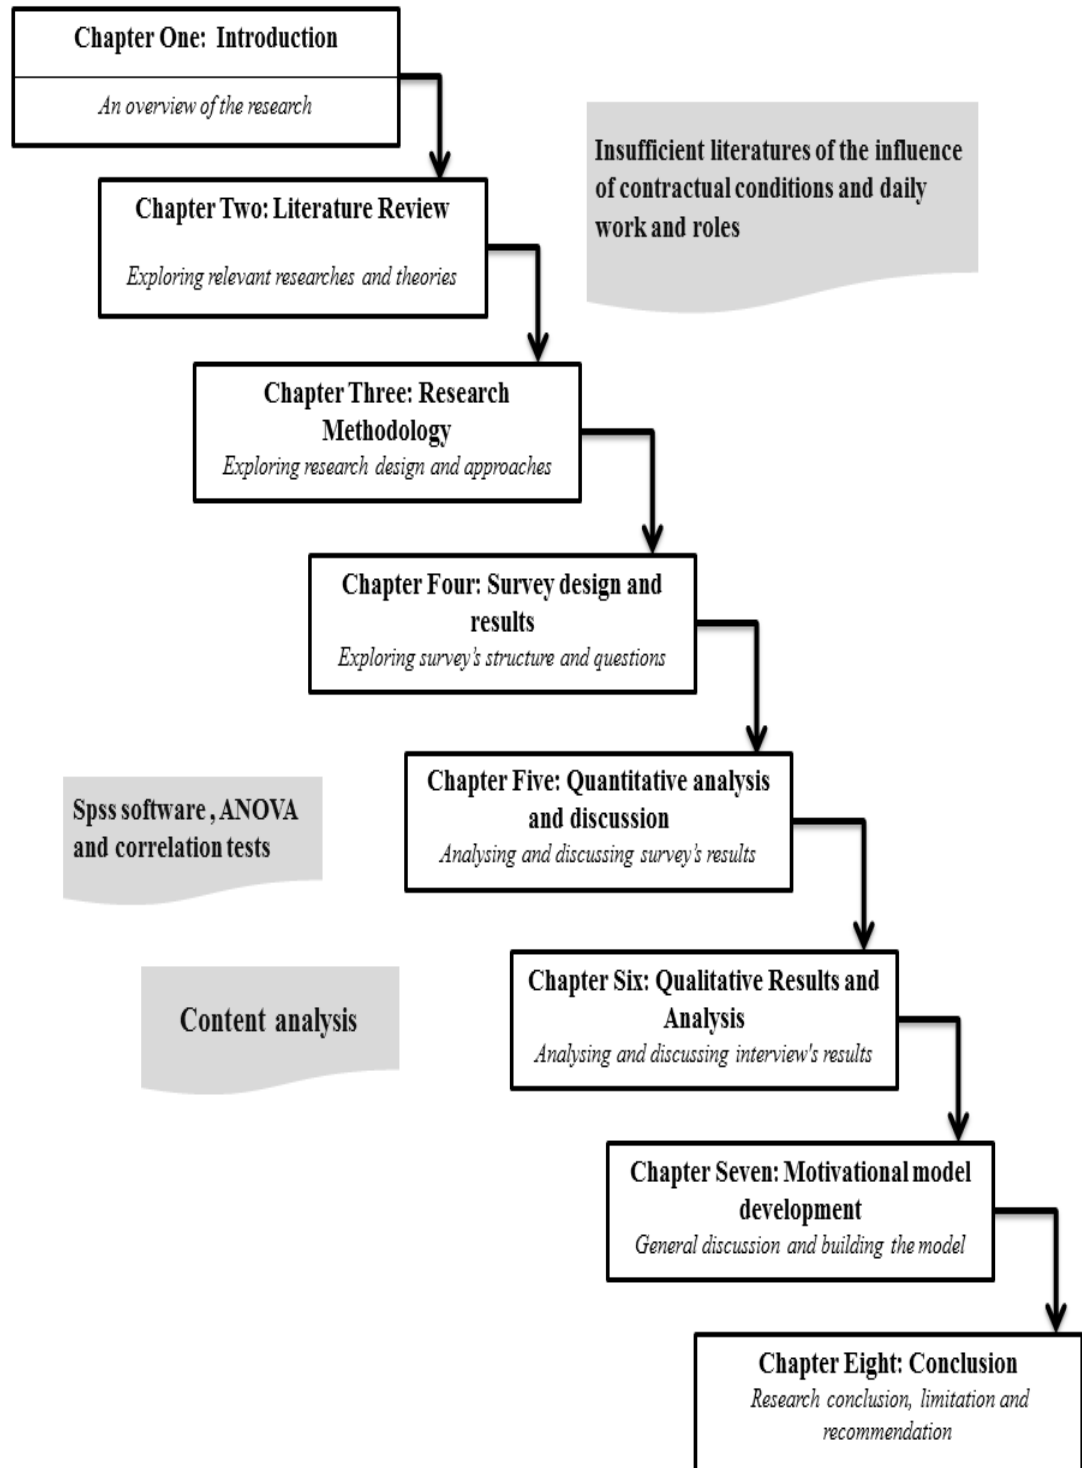 Chapter One: Introduction
An overview of the research
Insufficient literatures of the influence
of contractual conditions and daily
work and roles
Chapter Two: Literature Review
Exploring relevant researches and theories
Chapter Three: Research
Methodology
Exploring research design and approaches
Chapter Four: Survey design and
results
Exploring survey's structure and questions
Chapter Five: Quantitative analysis
and discussion
Analysing and discussing survey's results
Spss software , ANOVA
and correlation tests
Chapter Six: Qualitative Results and
Analysis
Analysing and discussing interview's results
Content analysis
Chapter Seven: Motivational model
development
General discussion and building the model
Chapter Eight: Conclusion
Research conclusion, limitation and
recommendation